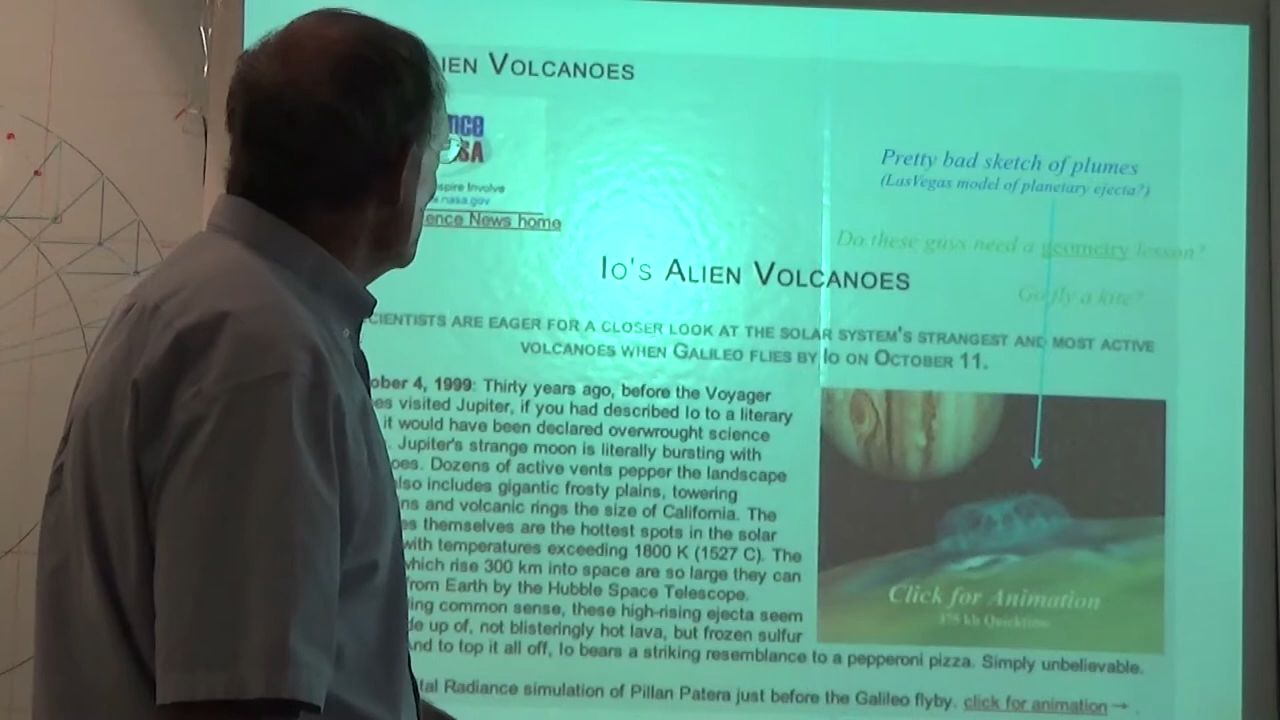 IEN VOLCANOES
nce
SA
spire Involve
nasa.gov
ence News home
Pretty bad sketch of plumes
(LasVegas model of planetary ejecta?)
Do these guys need a geometry lesson?
Go fly a kite?
IO'S ALIEN VOLCANOES
CIENTISTS ARE EAGER FOR A CLOSER LOOK AT THE SOLAR SYSTEM'S STRANGEST AND MOST ACTIVE
VOLCANOES WHEN GALILEO FLIES BY IO ON OCTOBER 11.
ober 4, 1999: Thirty years ago, before the Voyager
es visited Jupiter, if you had described Io to a literary
it would have been declared overwrought science
. Jupiter's strange moon is literally bursting with
oes. Dozens of active vents pepper the landscape
also includes gigantic frosty plains, towering
ns and volcanic rings the size of California. The
es themselves are the hottest spots in the solar
with temperatures exceeding 1800 K (1527 C). The
which rise 300 km into space are so large they can
from Earth by the Hubble Space Telescope.
ing common sense, these high-rising ejecta seem
de up of, not blisteringly hot lava, but frozen sulfur
And to top it all off, Io bears a striking resemblance to a pepperoni pizza. Simply unbelievable.
Click for Animation
375 kb Quicktime
tal Radiance simulation of Pillan Patera just before the Galileo flyby. click for animation→ .